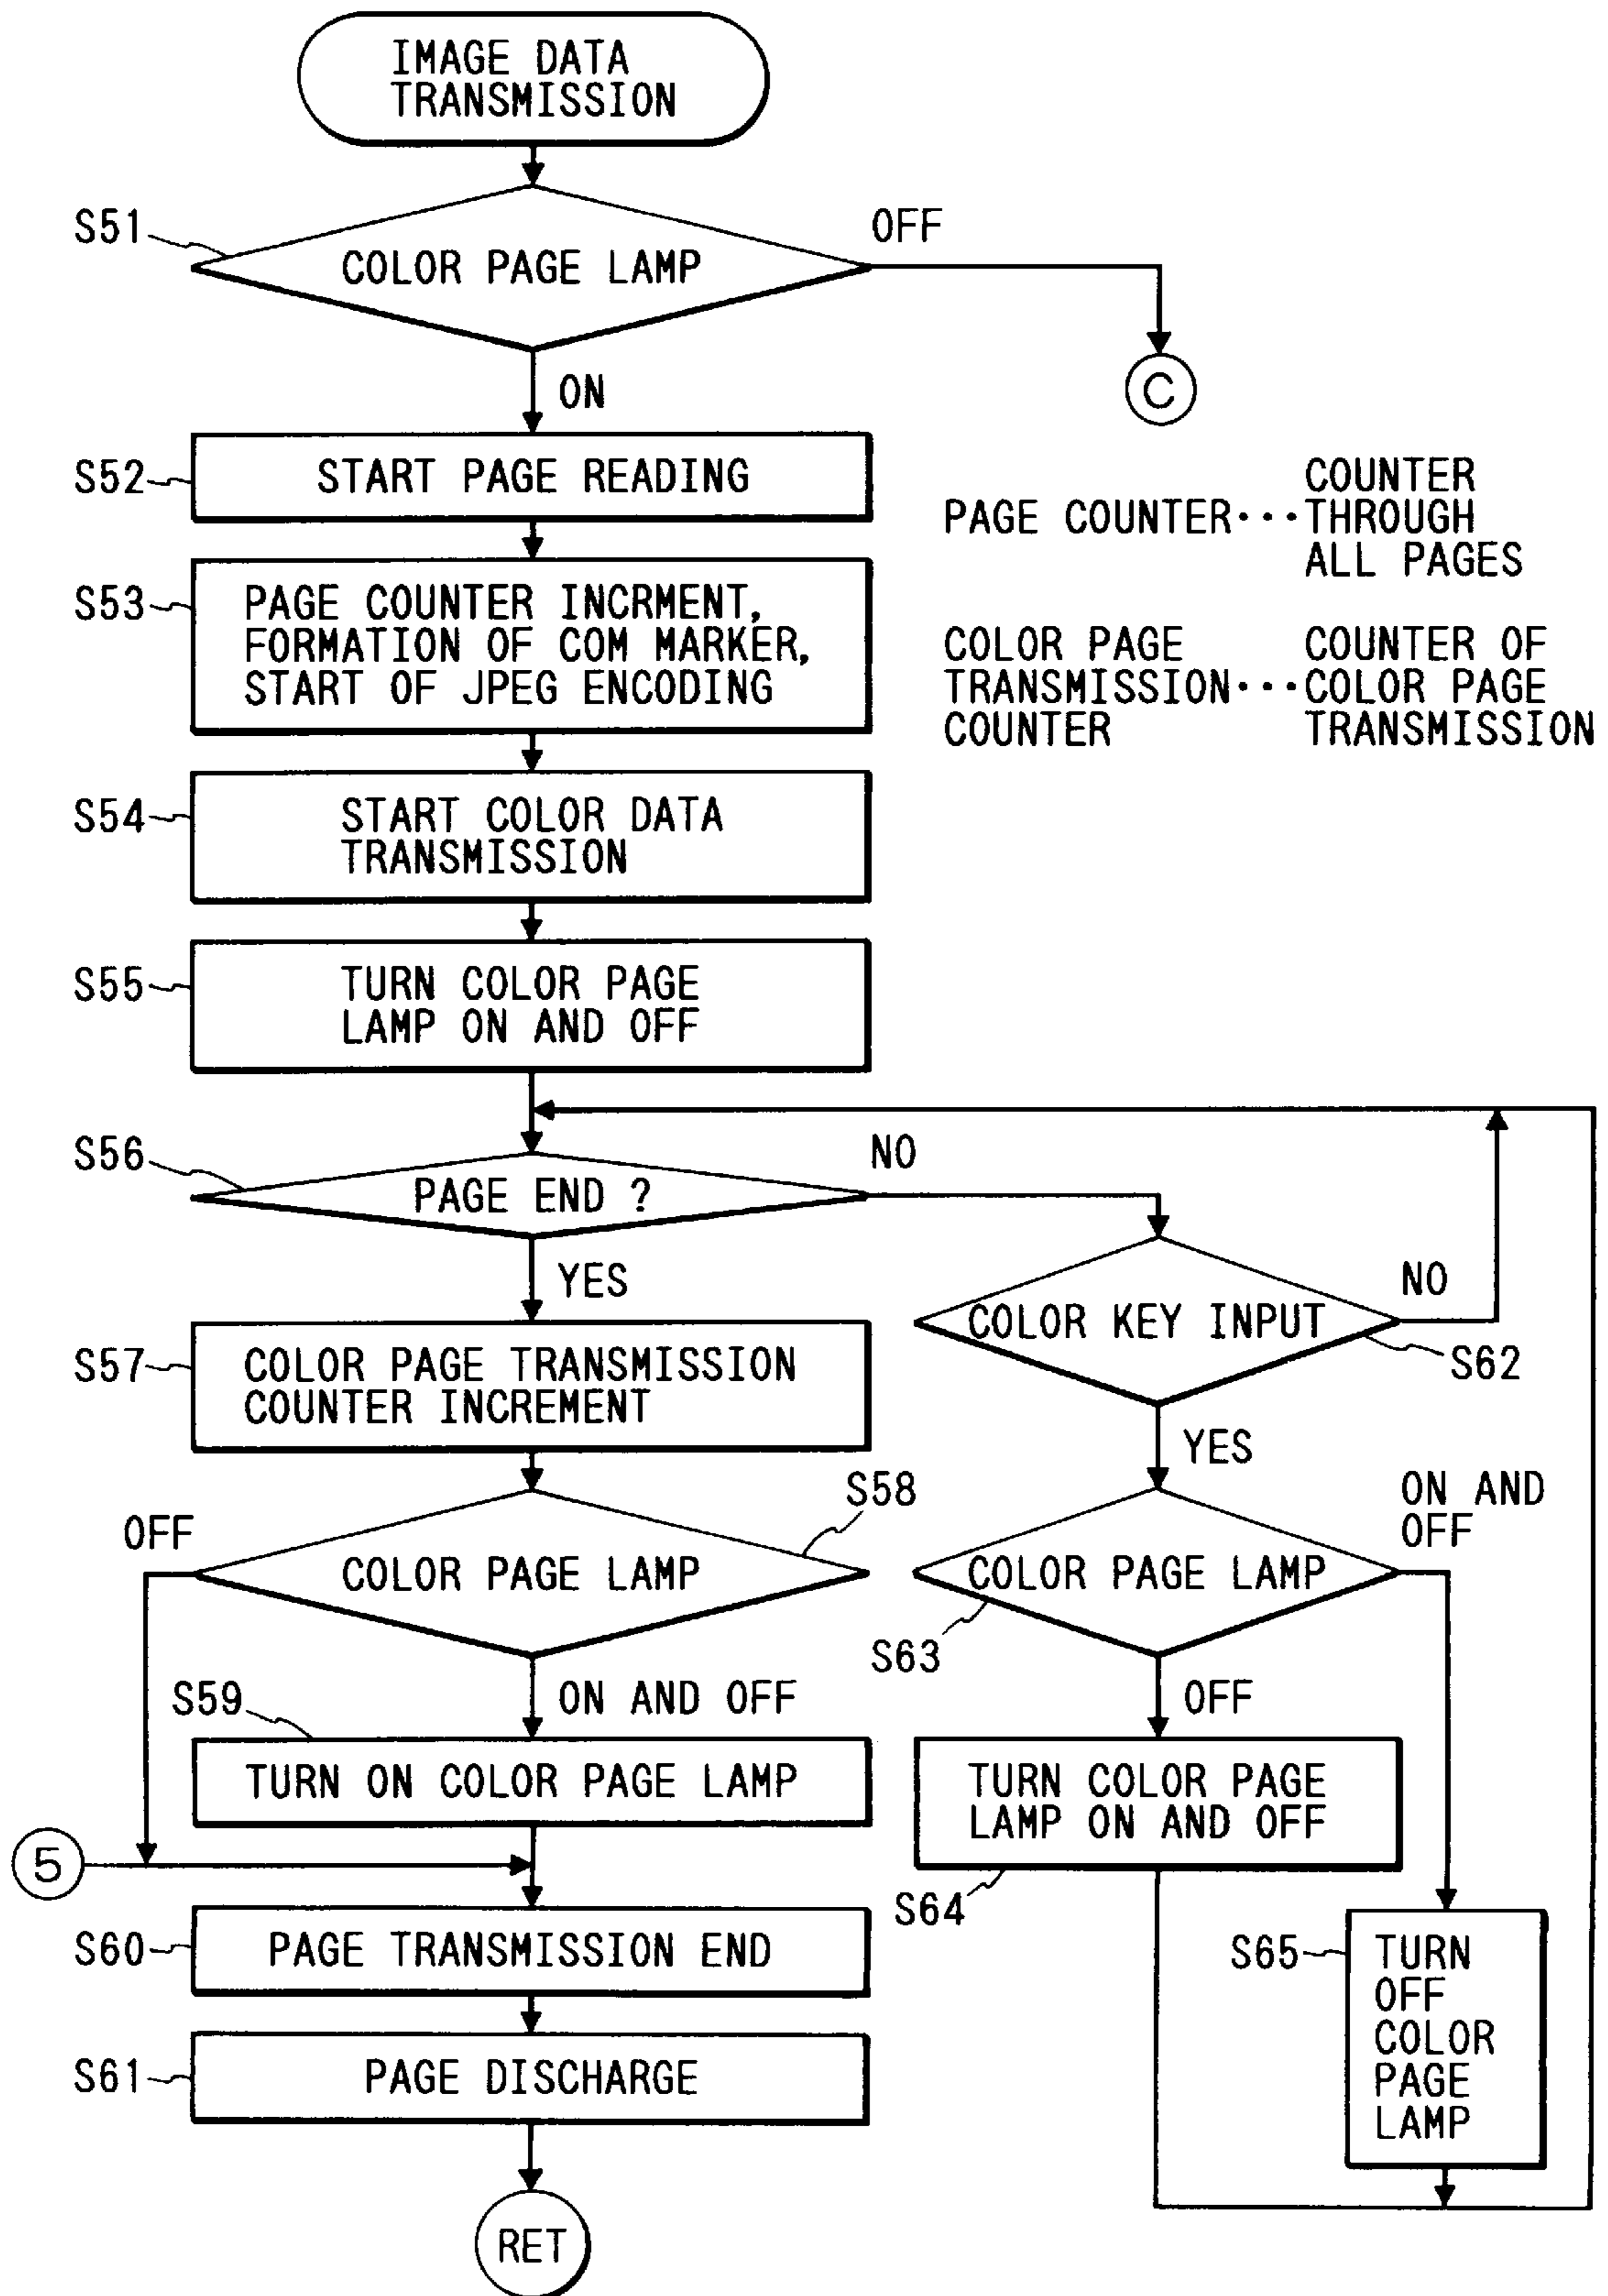 IMAGE DATA
TRANSMISSION
S51
COLOR PAGE LAMP
OFF
ON
C
S52
START PAGE READING
PAGE COUNTER···
COUNTER
THROUGH
ALL PAGES
S53
PAGE COUNTER INCRMENT,
FORMATION OF COM MARKER,
START OF JPEG ENCODING
COLOR PAGE
TRANSMISSION···
COUNTER
COUNTER OF
COLOR PAGE
TRANSMISSION
S54
START COLOR DATA
TRANSMISSION
S55
TURN COLOR PAGE
LAMP ON AND OFF
S56
PAGE END ?
NO
YES
COLOR KEY INPUT
NO
S62
YES
S57
COLOR PAGE TRANSMISSION
COUNTER INCREMENT
S58
COLOR PAGE LAMP
OFF
ON AND OFF
COLOR PAGE LAMP
ON AND
OFF
S63
OFF
S59
TURN ON COLOR PAGE LAMP
TURN COLOR PAGE
LAMP ON AND OFF
S64
5
S60
PAGE TRANSMISSION END
S65
TURN
OFF
COLOR
PAGE
LAMP
S61
PAGE DISCHARGE
RET